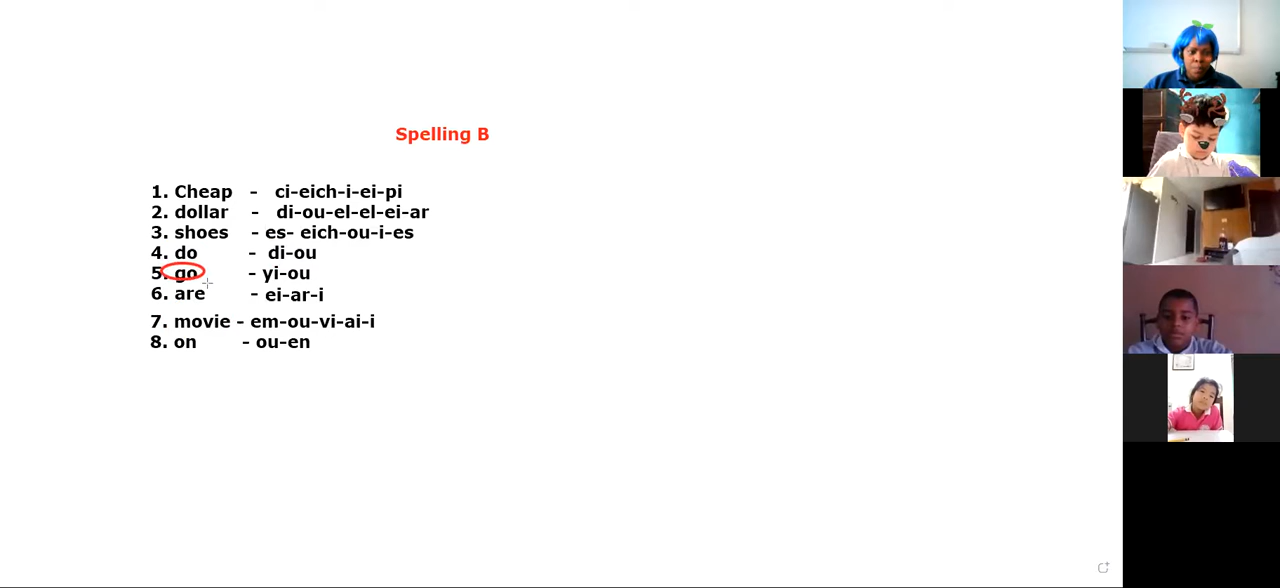 Spelling B
1. Cheap - ci-eich-i-ei-pi
2. dollar - di-ou-el-el-ei-ar
3. shoes - es- eich-ou-i-es
4. do - di-ou
5. go - yi-ou
6. are - ei-ar-i
7. movie - em-ou-vi-ai-i
8. on - ou-en